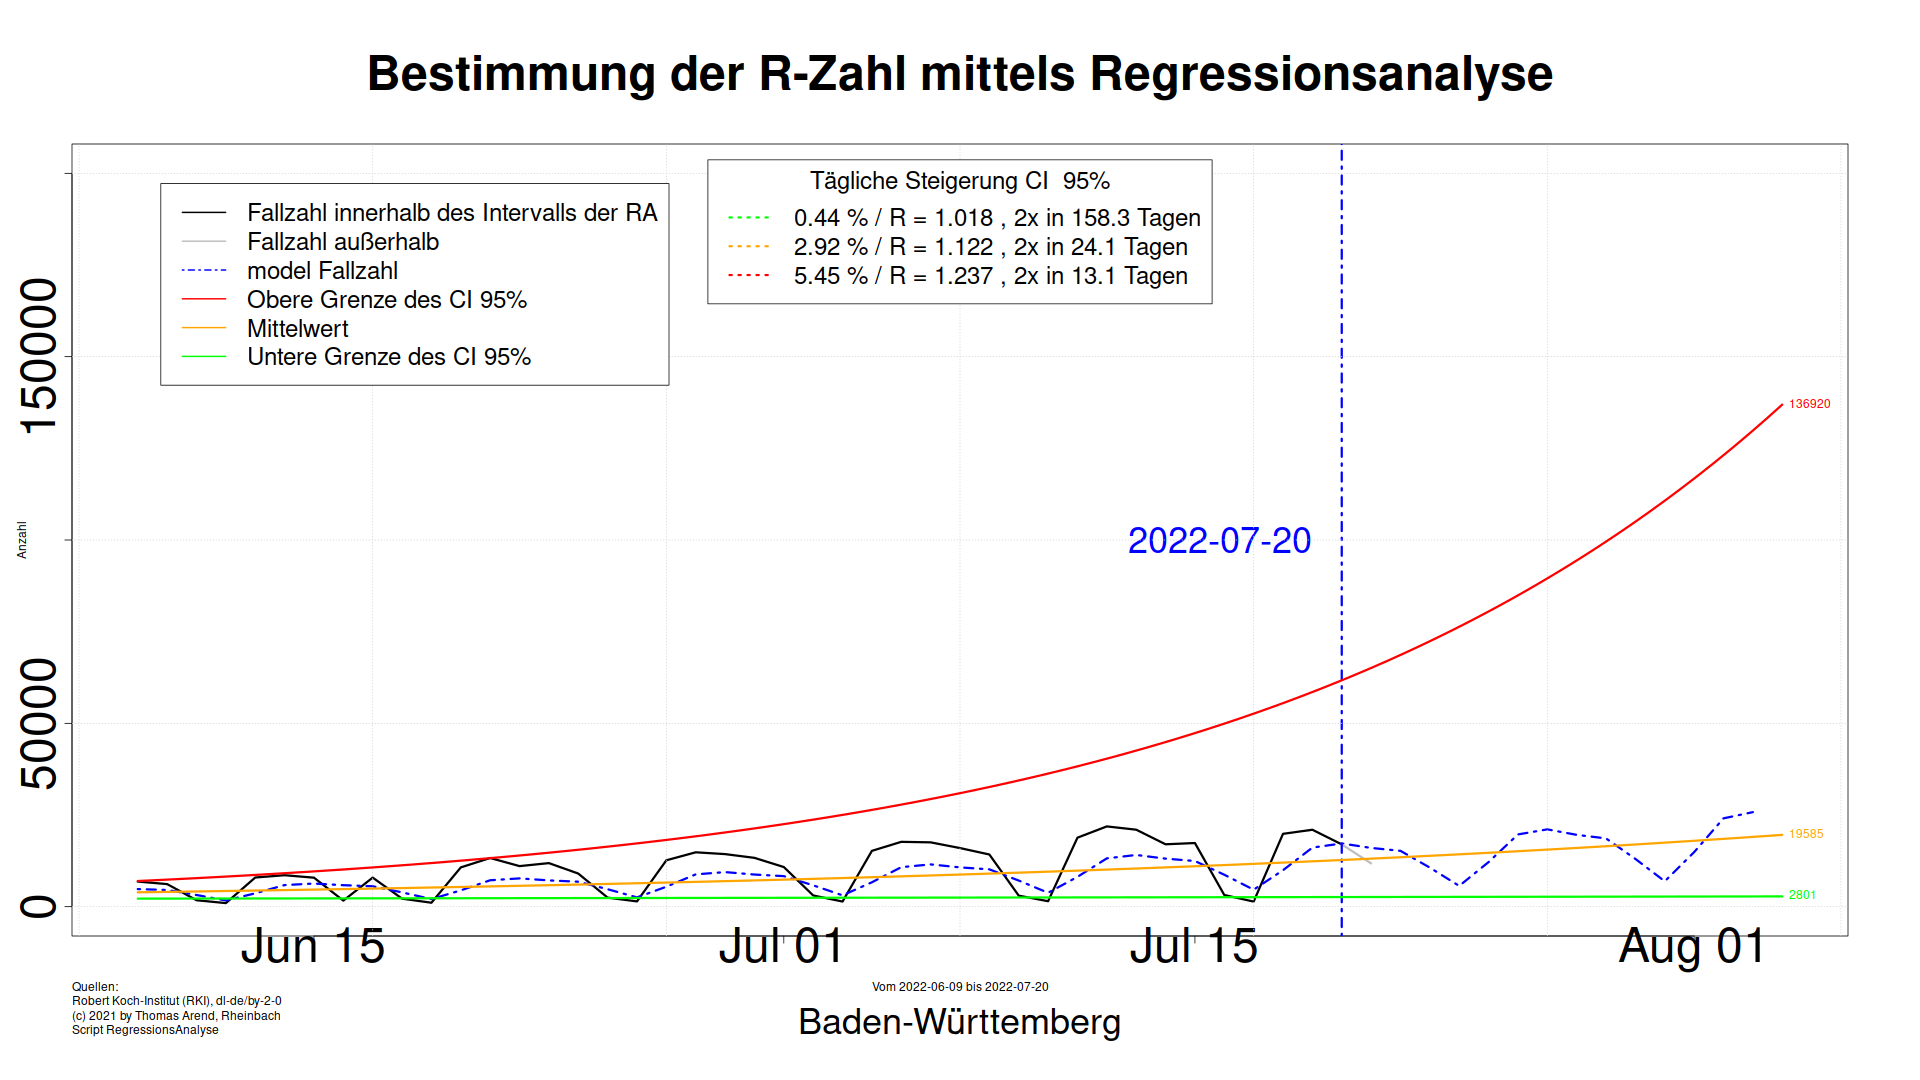 Bestimmung der R-Zahl mittels Regressionsanalyse
Fallzahl innerhalb des Intervalls der RA
Fallzahl außerhalb
model Fallzahl
Obere Grenze des CI 95%
Mittelwert
Untere Grenze des CI 95%
Tägliche Steigerung CI  95%
0.44 % / R = 1.018 , 2x in 158.3 Tagen
2.92 % / R = 1.122 , 2x in 24.1 Tagen
5.45 % / R = 1.237 , 2x in 13.1 Tagen
150000
50000
0
Anzahl
2022-07-20
136920
19585
2801
Jun 15
Jul 01
Jul 15
Aug 01
Quellen:
Robert Koch-Institut (RKI), dl-de/by-2-0
(c) 2021 by Thomas Arend, Rheinbach
Script RegressionsAnalyse
Vom 2022-06-09 bis 2022-07-20
Baden-Württemberg